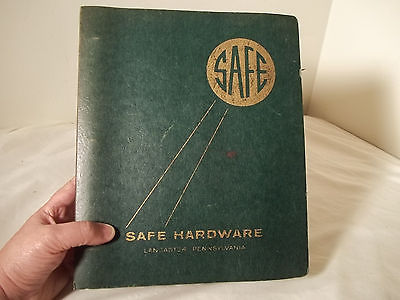 SAFE
SAFE HARDWARE
LANCASTER PENNSYLVANIA